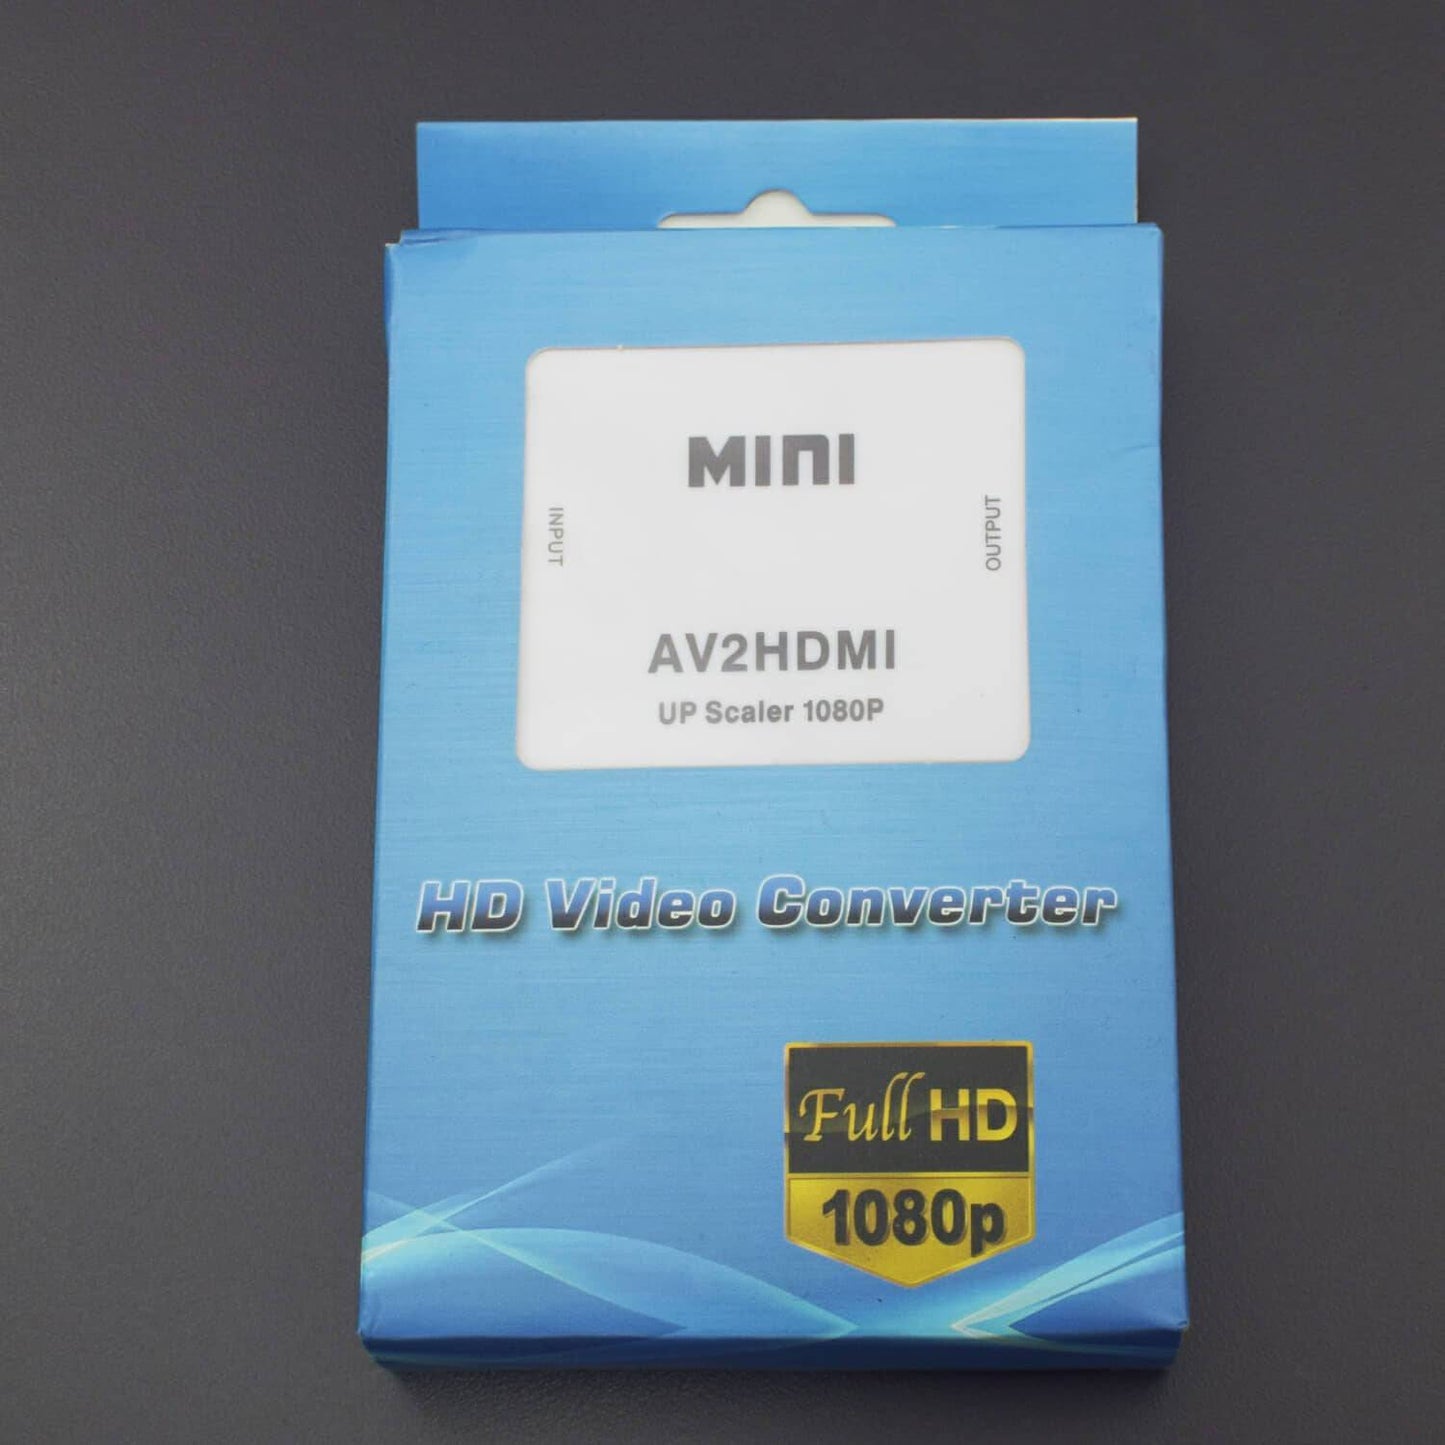 MINI
INPUT
OUTPUT
AV2HDMI
UP Scaler 1080P
HD Video Converter
Full HD
1080p